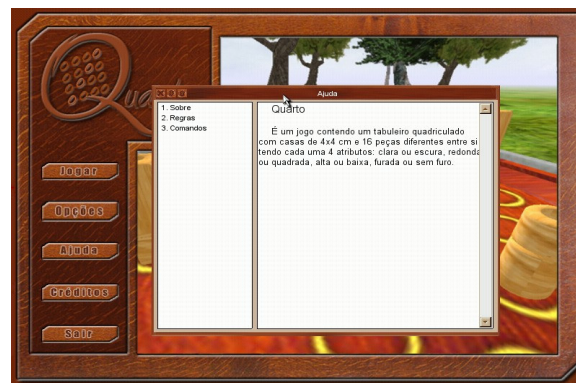 Quarto
Jogar
Opções
Ajuda
Créditos
Sair
Ajuda
1. Sobre
2. Regras
3. Comandos
Quarto
É um jogo contendo um tabuleiro quadriculado
com casas de 4x4 cm e 16 peças diferentes entre si
tendo cada uma 4 atributos: clara ou escura, redonda
ou quadrada, alta ou baixa, furada ou sem furo.